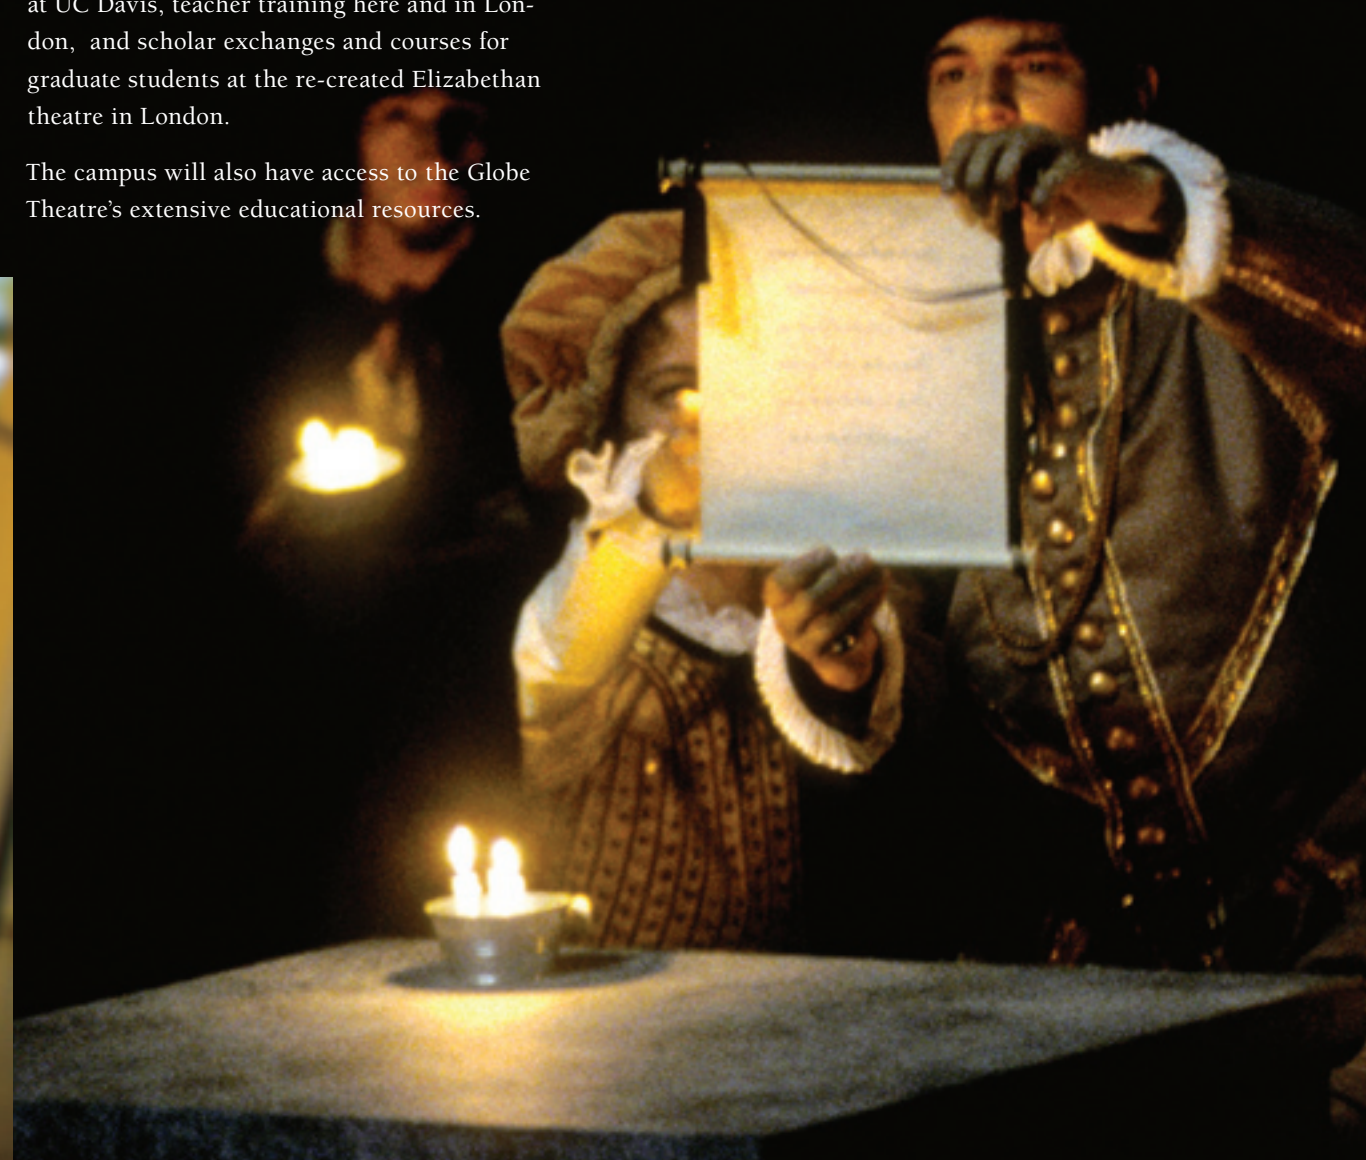 at UC Davis, teacher training here and in Lon-
don,  and scholar exchanges and courses for
graduate students at the re-created Elizabethan
theatre in London.
The campus will also have access to the Globe
Theatre’s extensive educational resources.